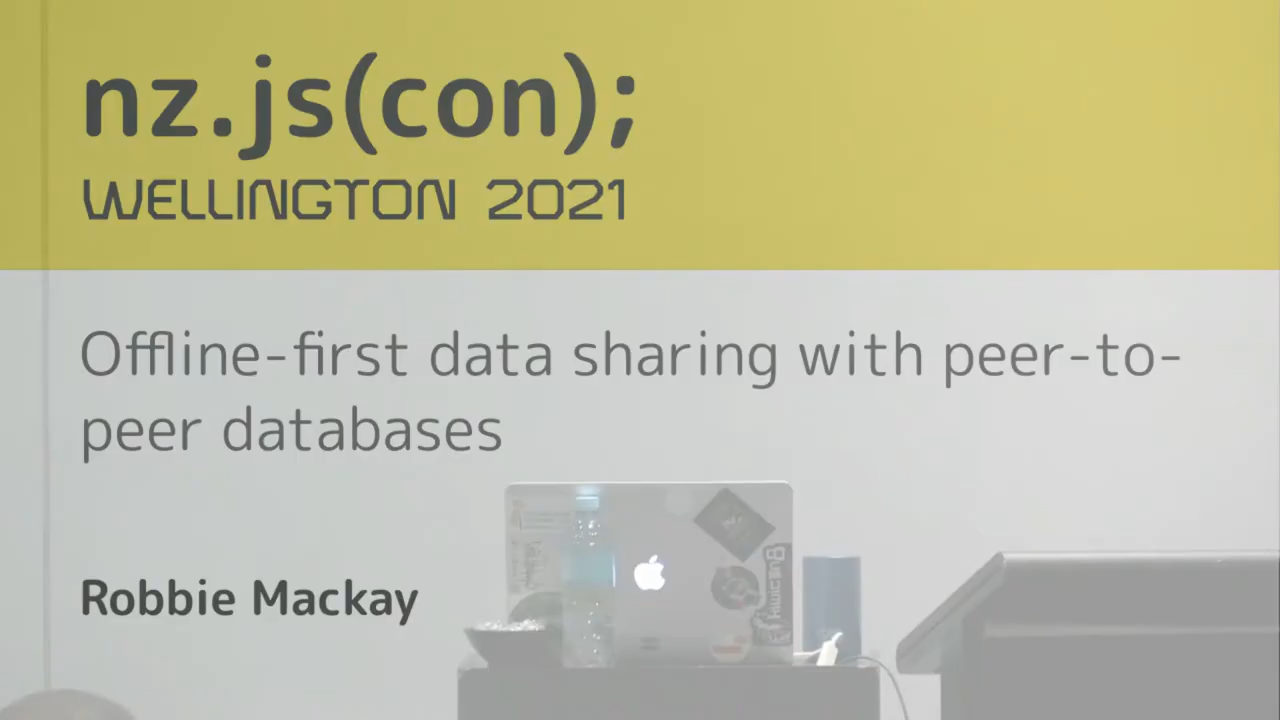 nz.js(con);
WELLINGTON 2021
Offline-first data sharing with peer-to-
peer databases
Robbie Mackay